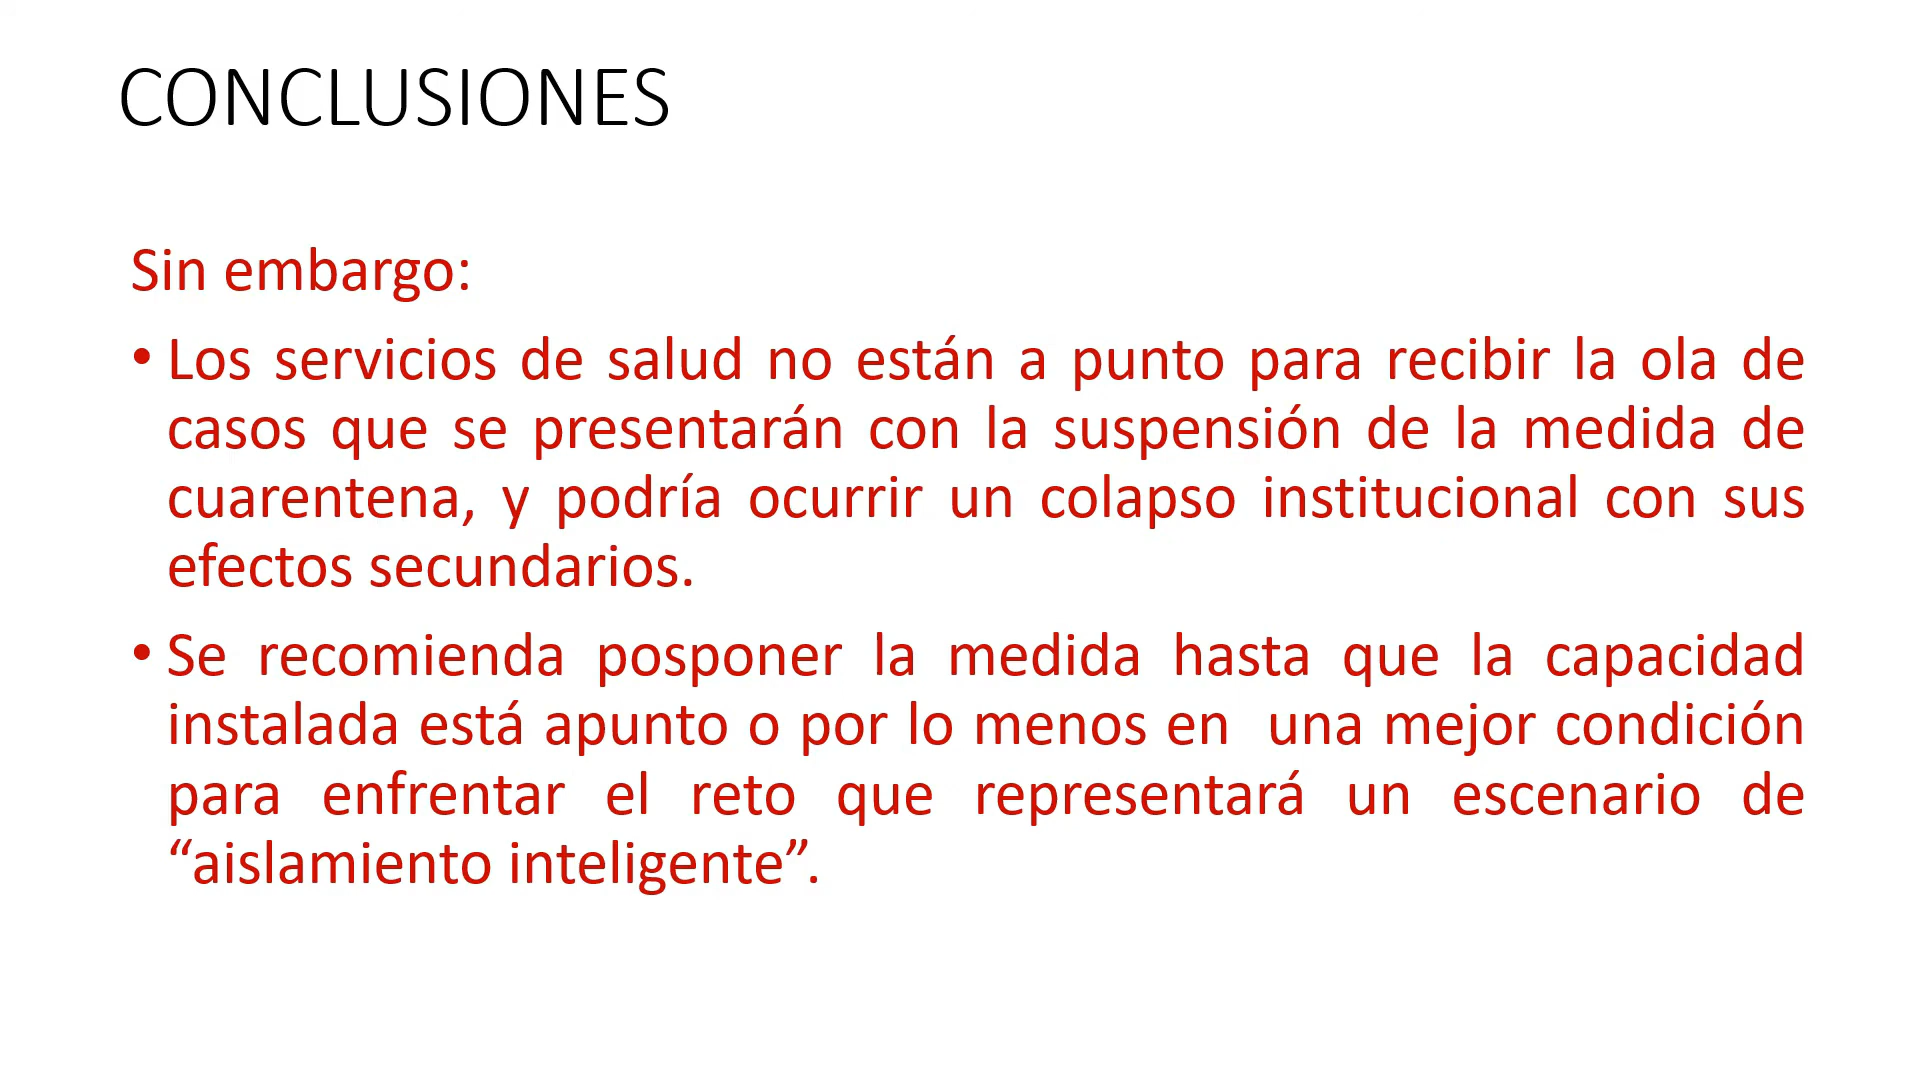 CONCLUSIONES
Sin embargo:
• Los servicios de salud no están a punto para recibir la ola de
casos que se presentarán con la suspensión de la medida de
cuarentena, y podría ocurrir un colapso institucional con sus
efectos secundarios.
• Se recomienda posponer la medida hasta que la capacidad
instalada está apunto o por lo menos en  una mejor condición
para enfrentar el reto que representará un escenario de
“aislamiento inteligente”.